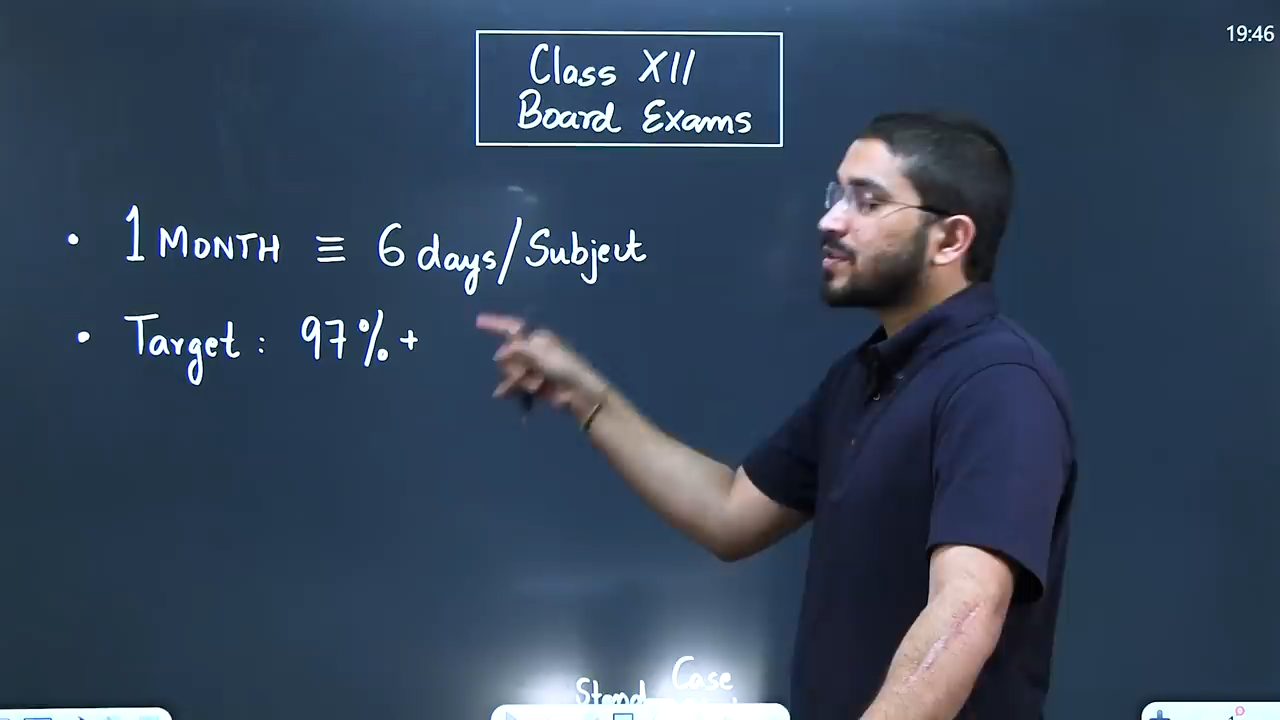 19:46
Class XII
Board Exams
• 1 MONTH ≡ 6 days/Subject
• Target : 97% +
Case